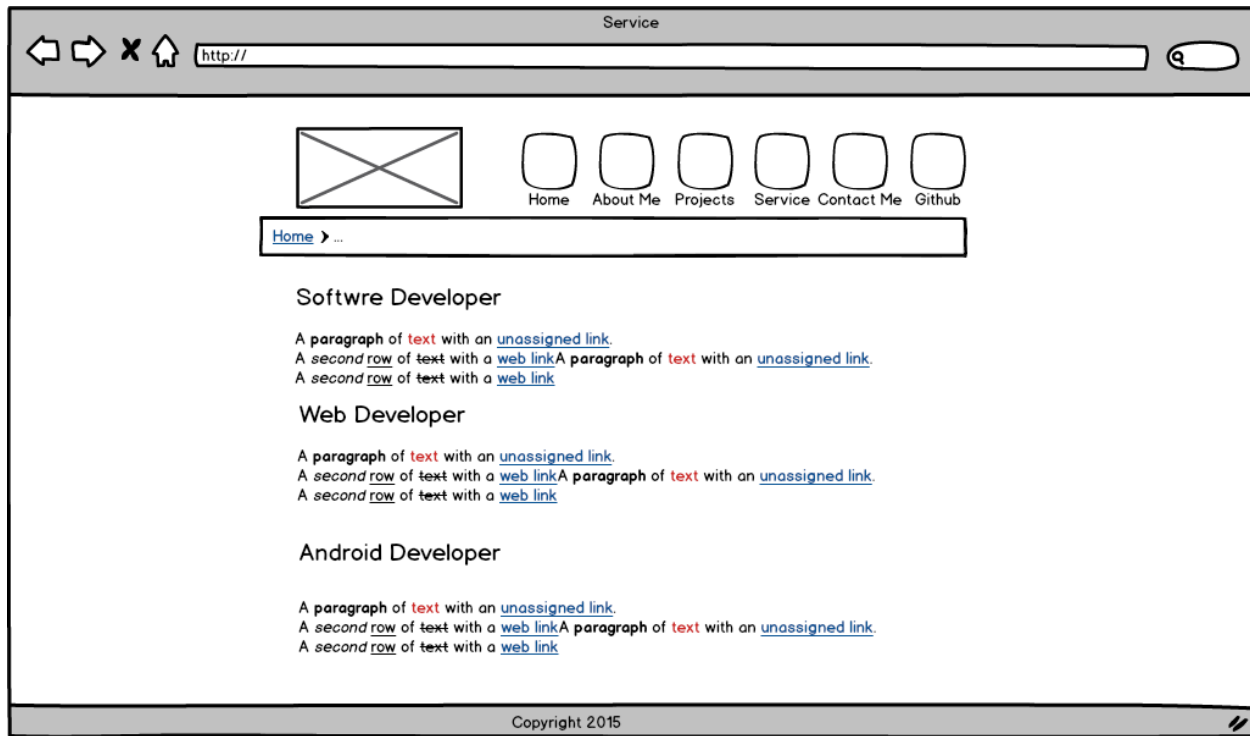 Service
http://
Home About Me Projects Service Contact Me Github
Home > ...
Softwre Developer
A paragraph of text with an unassigned link.
A second row of text with a web linkA paragraph of text with an unassigned link.
A second row of text with a web link
Web Developer
A paragraph of text with an unassigned link.
A second row of text with a web linkA paragraph of text with an unassigned link.
A second row of text with a web link
Android Developer
A paragraph of text with an unassigned link.
A second row of text with a web linkA paragraph of text with an unassigned link.
A second row of text with a web link
Copyright 2015